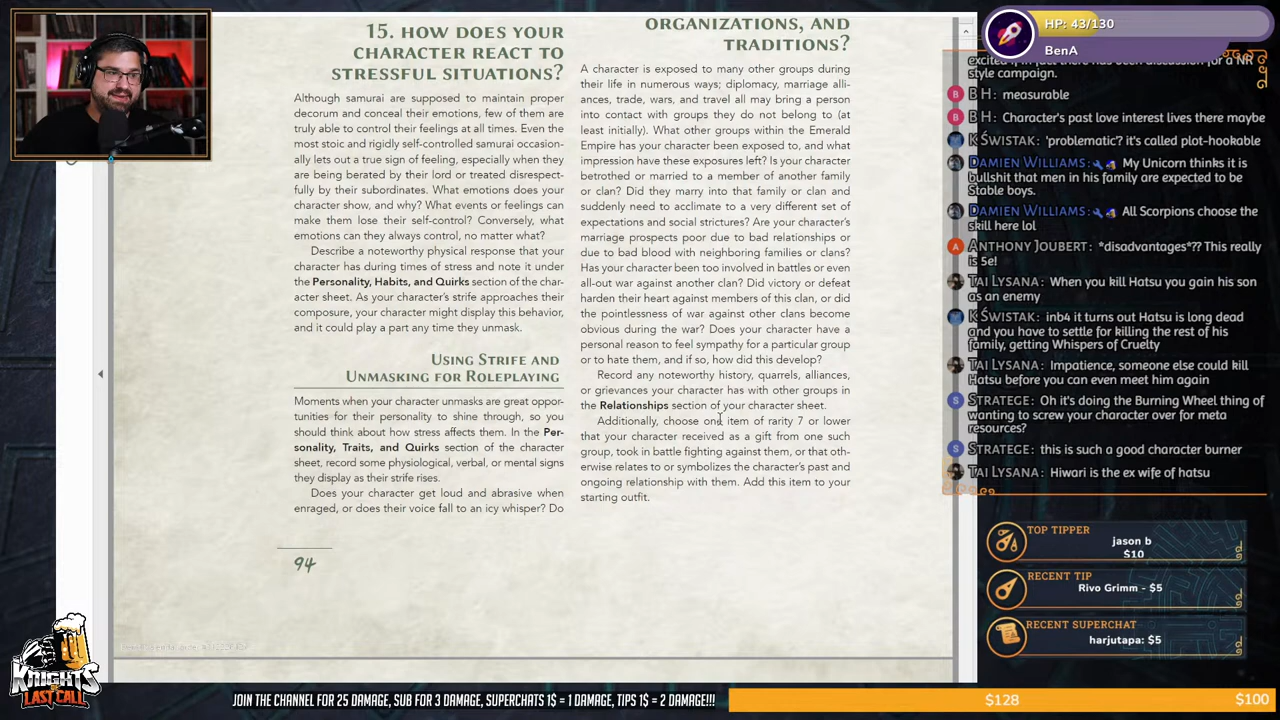 15. HOW DOES YOUR
CHARACTER REACT TO
STRESSFUL SITUATIONS?
Although samurai are supposed to maintain proper
decorum and conceal their emotions, few of them are
truly able to control their feelings at all times. Even the
most stoic and rigidly self-controlled samurai occasion-
ally lets out a true sign of feeling, especially when they
are being berated by their lord or treated disrespect-
fully by their subordinates. What emotions does your
character show, and why? What events or feelings can
make them lose their self-control? Conversely, what
emotions can they always control, no matter what?
Describe a noteworthy physical response that your
character has during times of stress and note it under
the Personality, Habits, and Quirks section of the char-
acter sheet. As your character's strife approaches their
composure, your character might display this behavior,
and it could play a part any time they unmask.
USING STRIFE AND
UNMASKING FOR ROLEPLAYING
Moments when your character unmasks are great oppor-
tunities for their personality to shine through, so you
should think about how stress affects them. In the Per-
sonality, Traits, and Quirks section of the character
sheet, record some physiological, verbal, or mental signs
they display as their strife rises.
Does your character get loud and abrasive when
enraged, or does their voice fall to an icy whisper? Do
94
ORGANIZATIONS, AND
TRADITIONS?
A character is exposed to many other groups during
their life in numerous ways; diplomacy, marriage alli-
ances, trade, wars, and travel all may bring a person
into contact with groups they do not belong to (at
least initially). What other groups within the Emerald
Empire has your character been exposed to, and what
impression have these exposures left? Is your character
betrothed or married to a member of another family
or clan? Did they marry into that family or clan and
suddenly need to acclimate to a very different set of
expectations and social strictures? Are your character's
marriage prospects poor due to bad relationships or
due to bad blood with neighboring families or clans?
Has your character been too involved in battles or even
all-out war against another clan? Did victory or defeat
harden their heart against members of this clan, or did
the pointlessness of war against other clans become
obvious during the war? Does your character have a
personal reason to feel sympathy for a particular group
or to hate them, and if so, how did this develop?
Record any noteworthy history, quarrels, alliances,
or grievances your character has with other groups in
the Relationships section of your character sheet.
Additionally, choose one item of rarity 7 or lower
that your character received as a gift from one such
group, took in battle fighting against them, or that oth-
erwise relates to or symbolizes the character's past and
ongoing relationship with them. Add this item to your
starting outfit.
HP: 43/130
BenA
excited if in fact there has been discussion for a NR
style campaign.
B H: measurable
B H: Character's past love interest lives there maybe
K ŚWISTAK: 'problematic'? it's called plot-hookable
DAMIEN WILLIAMS: My Unicorn thinks it is
bullshit that men in his family are expected to be
Stable boys.
DAMIEN WILLIAMS: All Scorpions choose the
skill here lol
ANTHONY JOUBERT: *disadvantages*?? This really
is 5e!
TAI LYSANA: When you kill Hatsu you gain his son
as an enemy
K ŚWISTAK: inb4 it turns out Hatsu is long dead
and you have to settle for killing the rest of his
family, getting Whispers of Cruelty
TAI LYSANA: Impatience, someone else could kill
Hatsu before you can even meet him again
STRATEGE: Oh it's doing the Burning Wheel thing of
wanting to screw your character over for meta
resources?
STRATEGE: this is such a good character burner
TAI LYSANA: Hiwari is the ex wife of hatsu
TOP TIPPER
jason b
$10
RECENT TIP
Rivo Grimm - $5
RECENT SUPERCHAT
harjutapa: $5
KNIGHTS
OF
LAST CALL
JOIN THE CHANNEL FOR 25 DAMAGE, SUB FOR 3 DAMAGE, SUPERCHATS 1$ = 1 DAMAGE, TIPS 1$ = 2 DAMAGE!!!
$128
$100